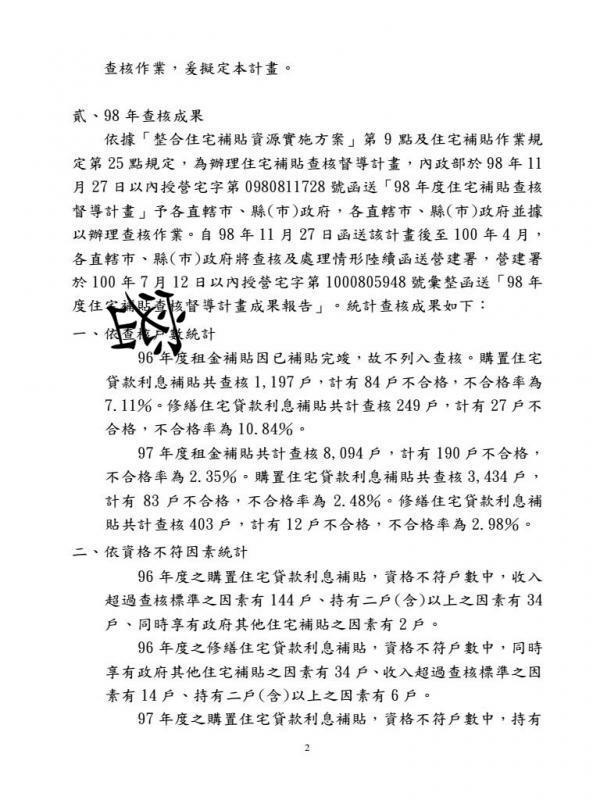 查核作業，爰擬定本計畫。
貳、98 年查核成果
依據「整合住宅補貼資源實施方案」第 9 點及住宅補貼作業規
定第 25 點規定，為辦理住宅補貼查核督導計畫，內政部於 98 年 11
月 27 日以內授營宅字第 0980811728 號函送「98 年度住宅補貼查核
督導計畫」予各直轄市、縣(市)政府，各直轄市、縣(市)政府並據
以辦理查核作業。自 98 年 11 月 27 日函送該計畫後至 100 年 4 月，
各直轄市、縣(市)政府將查核及處理情形陸續函送營建署，營建署
於 100 年 7 月 12 日以內授營宅字第 1000805948 號彙整函送「98 年
度住宅補貼查核督導計畫成果報告」。統計查核成果如下：
一、依查核戶數統計
96 年度租金補貼因已補貼完竣，故不列入查核。購置住宅
貸款利息補貼共查核 1,197 戶，計有 84 戶不合格，不合格率為
7.11%。修繕住宅貸款利息補貼共計查核 249 戶，計有 27 戶不
合格，不合格率為 10.84%。
97 年度租金補貼共計查核 8,094 戶，計有 190 戶不合格，
不合格率為 2.35%。購置住宅貸款利息補貼共查核 3,434 戶，
計有 83 戶不合格，不合格率為 2.48%。修繕住宅貸款利息補
貼共計查核 403 戶，計有 12 戶不合格，不合格率為 2.98%。
二、依資格不符因素統計
96 年度之購置住宅貸款利息補貼，資格不符戶數中，收入
超過查核標準之因素有 144 戶、持有二戶(含)以上之因素有 34
戶、同時享有政府其他住宅補貼之因素有 2 戶。
96 年度之修繕住宅貸款利息補貼，資格不符戶數中，同時
享有政府其他住宅補貼之因素有 34 戶、收入超過查核標準之因
素有 14 戶、持有二戶(含)以上之因素有 6 戶。
97 年度之購置住宅貸款利息補貼，資格不符戶數中，持有
2